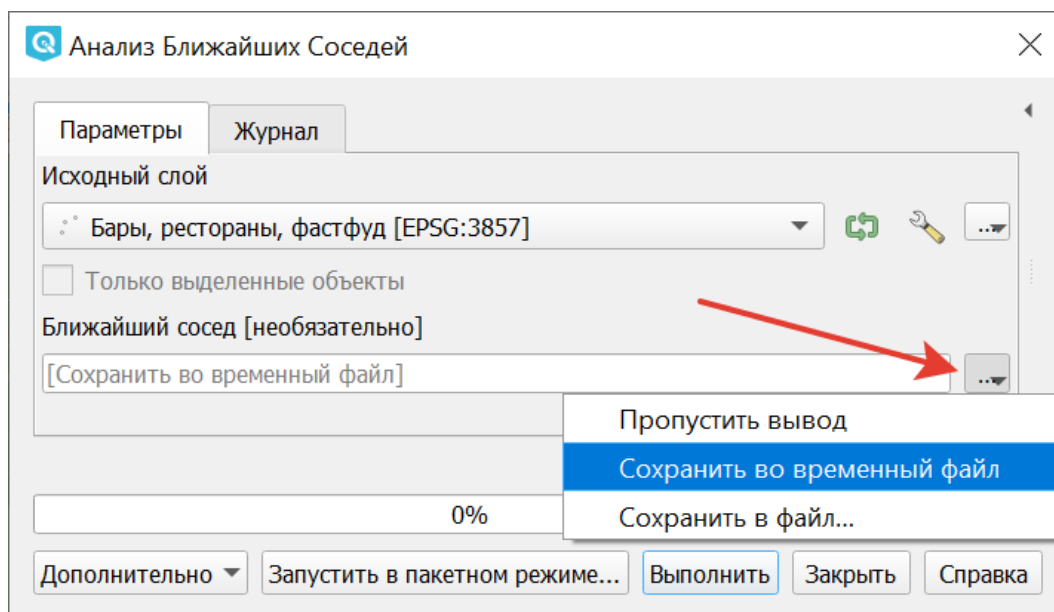 Анализ Ближайших Соседей
Параметры
Журнал
Исходный слой
Бары, рестораны, фастфуд [EPSG:3857]
Только выделенные объекты
Ближайший сосед [необязательно]
[Сохранить во временный файл]
Пропустить вывод
Сохранить во временный файл
Сохранить в файл...
0%
Дополнительно
Запустить в пакетном режиме...
Выполнить
Закрыть
Справка